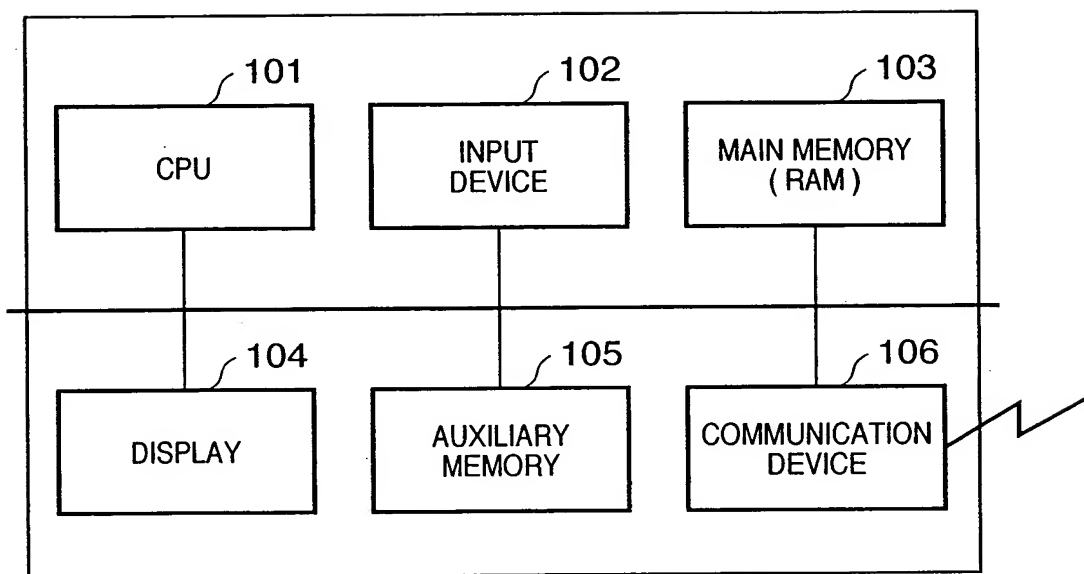 101
102
103
CPU
INPUT
DEVICE
MAIN MEMORY
( RAM )
104
105
106
DISPLAY
AUXILIARY
MEMORY
COMMUNICATION
DEVICE